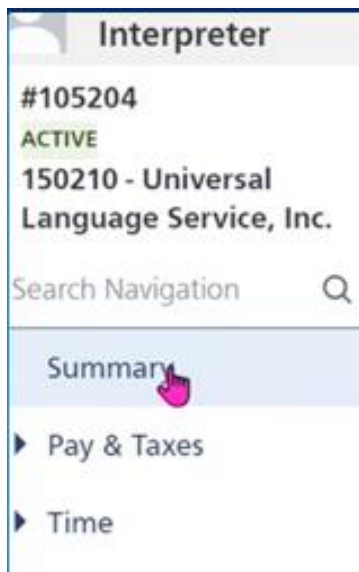 Interpreter
#105204
ACTIVE
150210 - Universal
Language Service, Inc.
Search Navigation
Summary
Pay & Taxes
Time